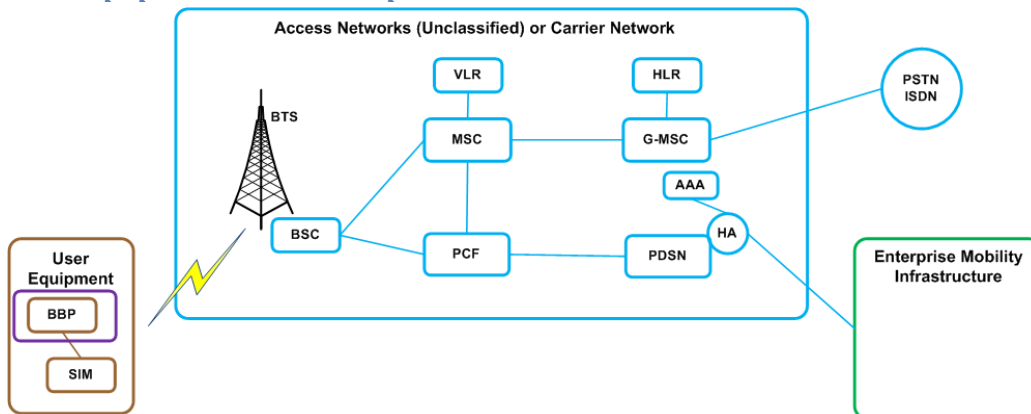 Access Networks (Unclassified) or Carrier Network
VLR
HLR
PSTN
ISDN
BTS
MSC
G-MSC
AAA
BSC
HA
PCF
PDSN
User
Equipment
BBP
SIM
Enterprise Mobility
Infrastructure